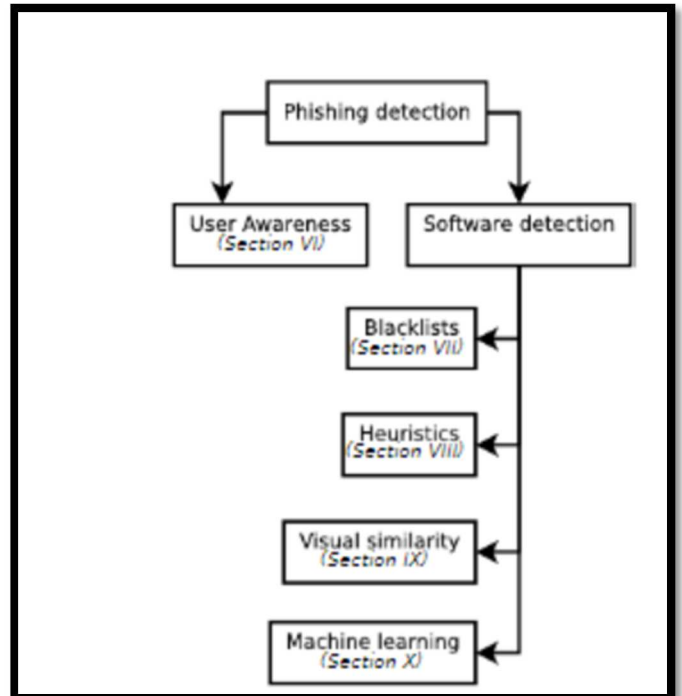 Phishing detection
User Awareness
(Section VI)
Software detection
Blacklists
(Section VII)
Heuristics
(Section VIII)
Visual similarity
(Section IX)
Machine learning
(Section X)